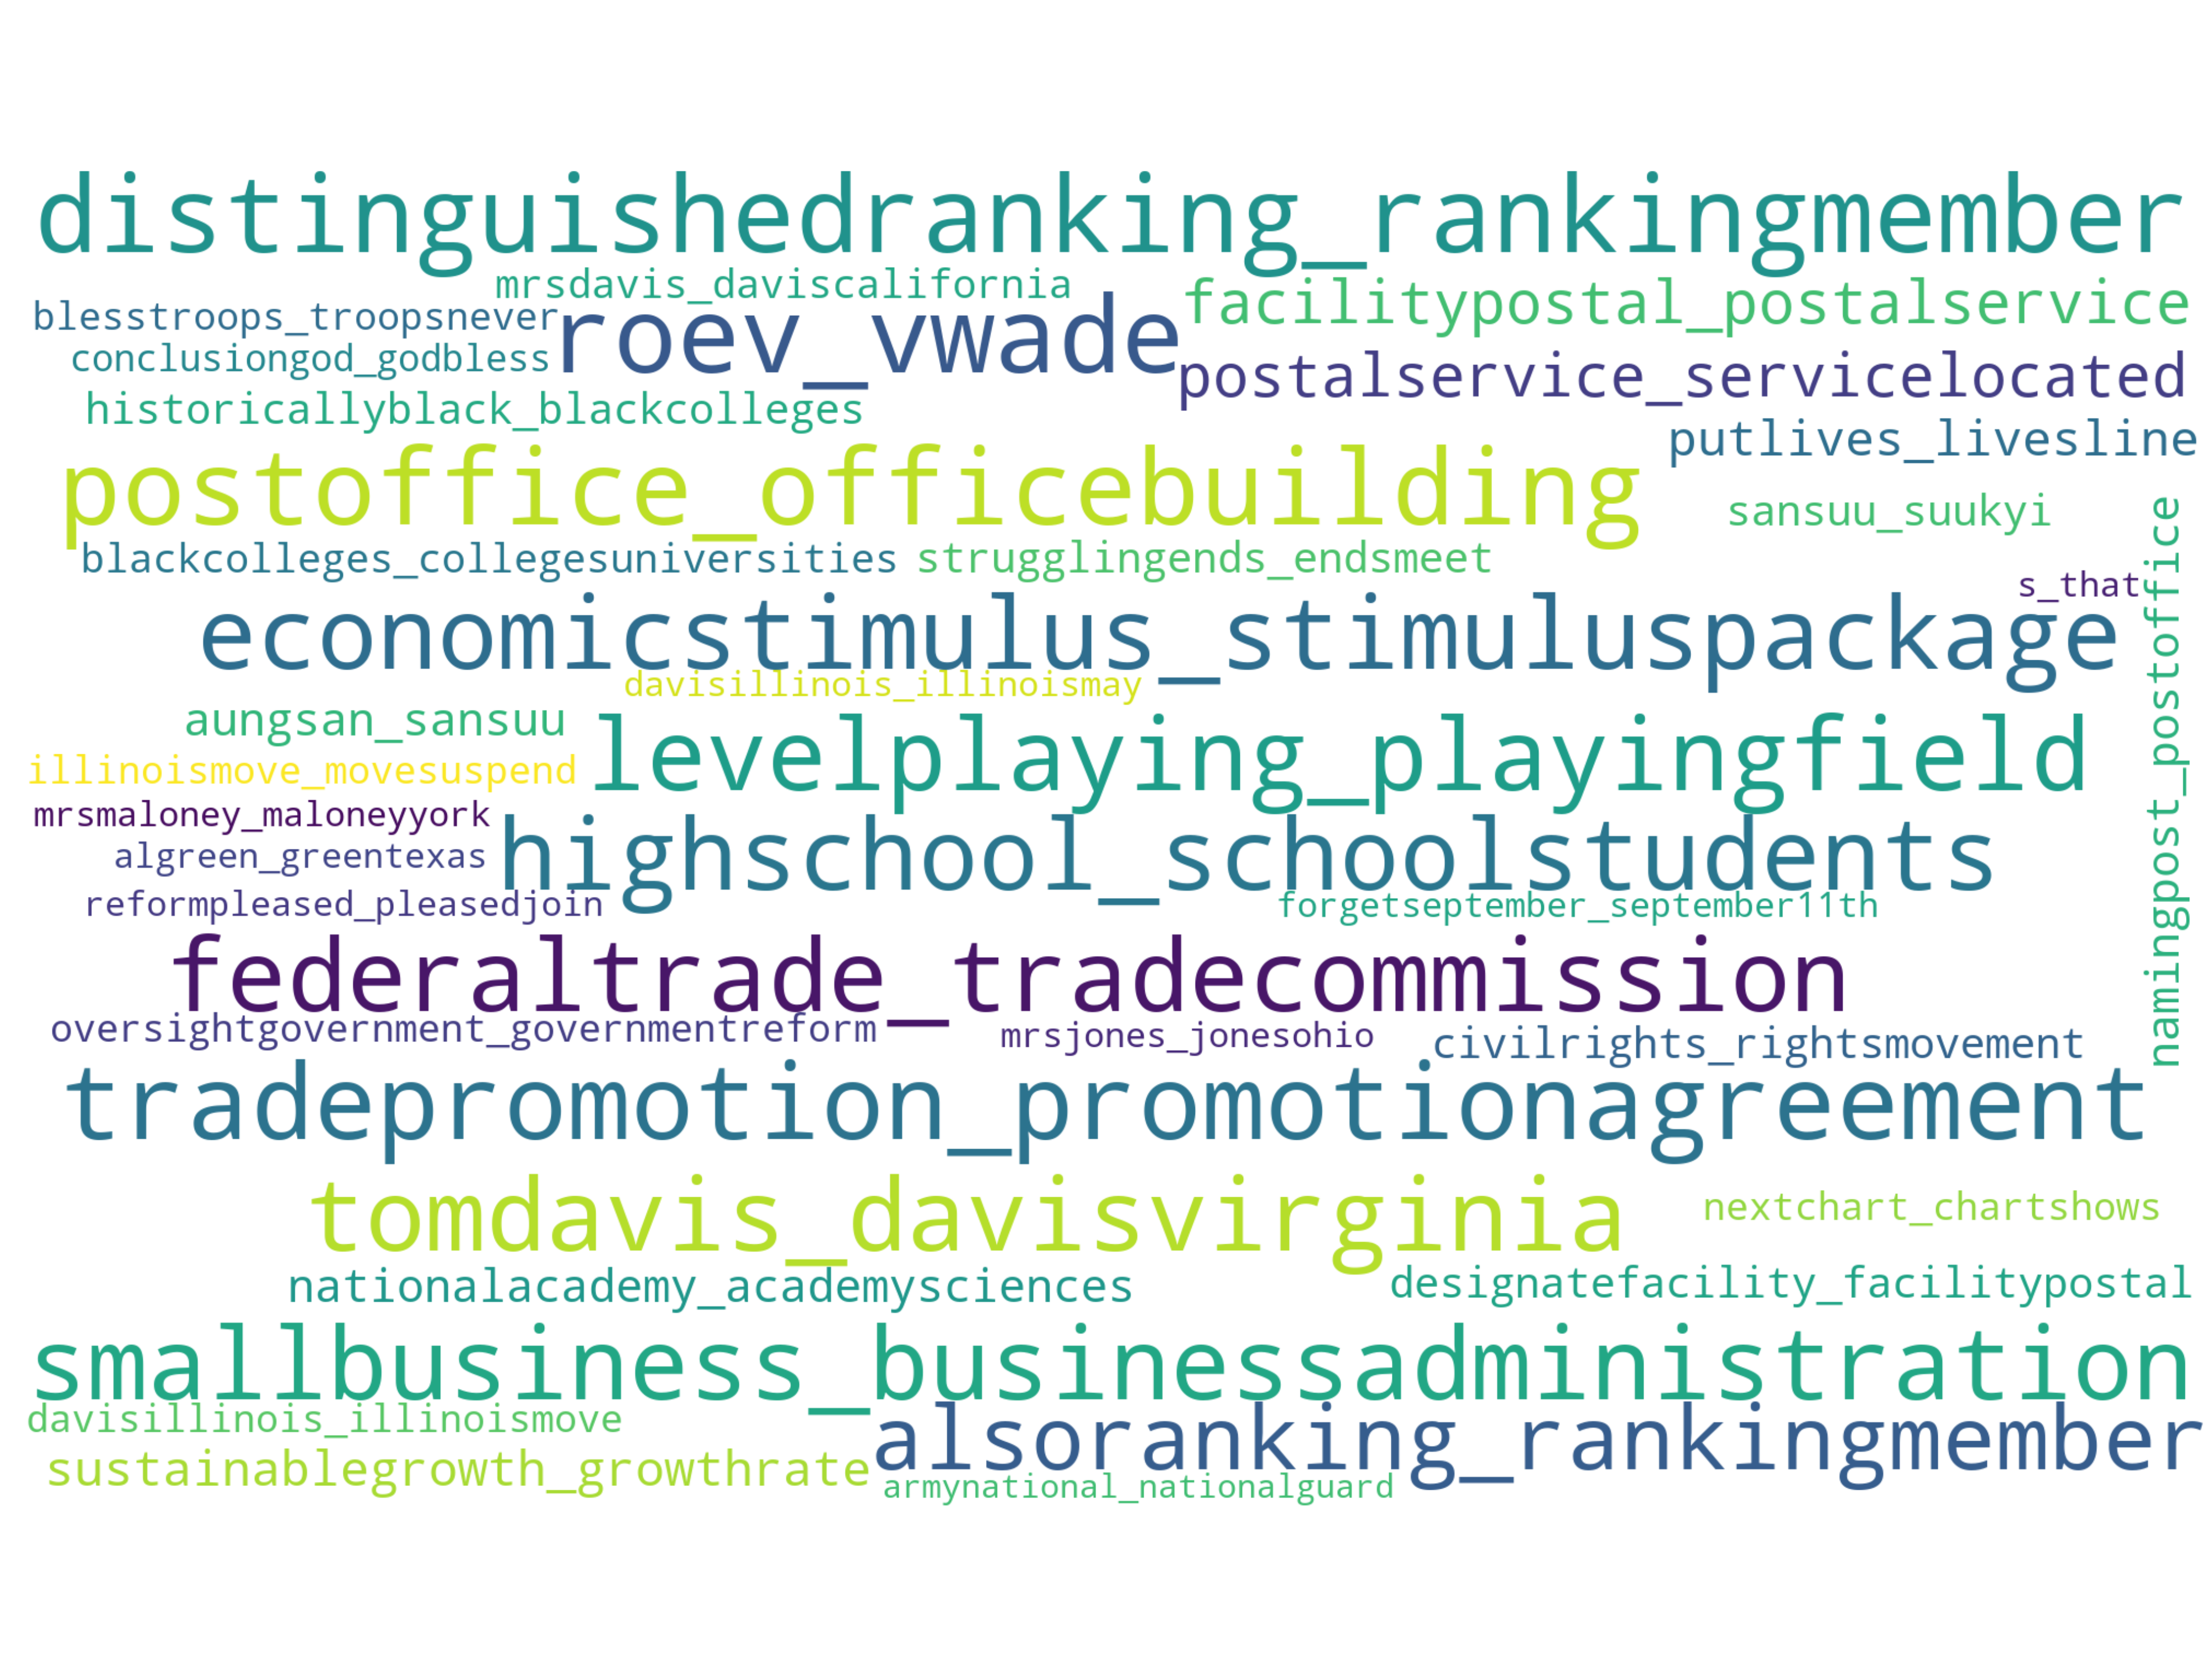 distinguishedranking_rankingmember
mrsdavis_daviscalifornia
facilitypostal_postalservice
blesstroops_troopsnever
roev_vwade
conclusiongod_godbless
postalservice_servicelocated
historicallyblack_blackcolleges
putlives_livesline
postoffice_officebuilding
sansuu_suukyi
namingpost_postoffice
blackcolleges_collegesuniversities
strugglingends_endsmeet
s_that
economicstimulus_stimuluspackage
davisillinois_illinoismay
aungsan_sansuu
levelplaying_playingfield
illinoismove_movesuspend
mrsmaloney_maloneyyork
highschool_schoolstudents
algreen_greentexas
reformpleased_pleasedjoin
forgetseptember_september11th
federaltrade_tradecommission
oversightgovernment_governmentreform
mrsjones_jonesohio
civilrights_rightsmovement
tradepromotion_promotionagreement
tomdavis_davisvirginia
nextchart_chartshows
nationalacademy_academysciences
designatefacility_facilitypostal
smallbusiness_businessadministration
davisillinois_illinoismove
alsoranking_rankingmember
sustainablegrowth_growthrate
armynational_nationalguard